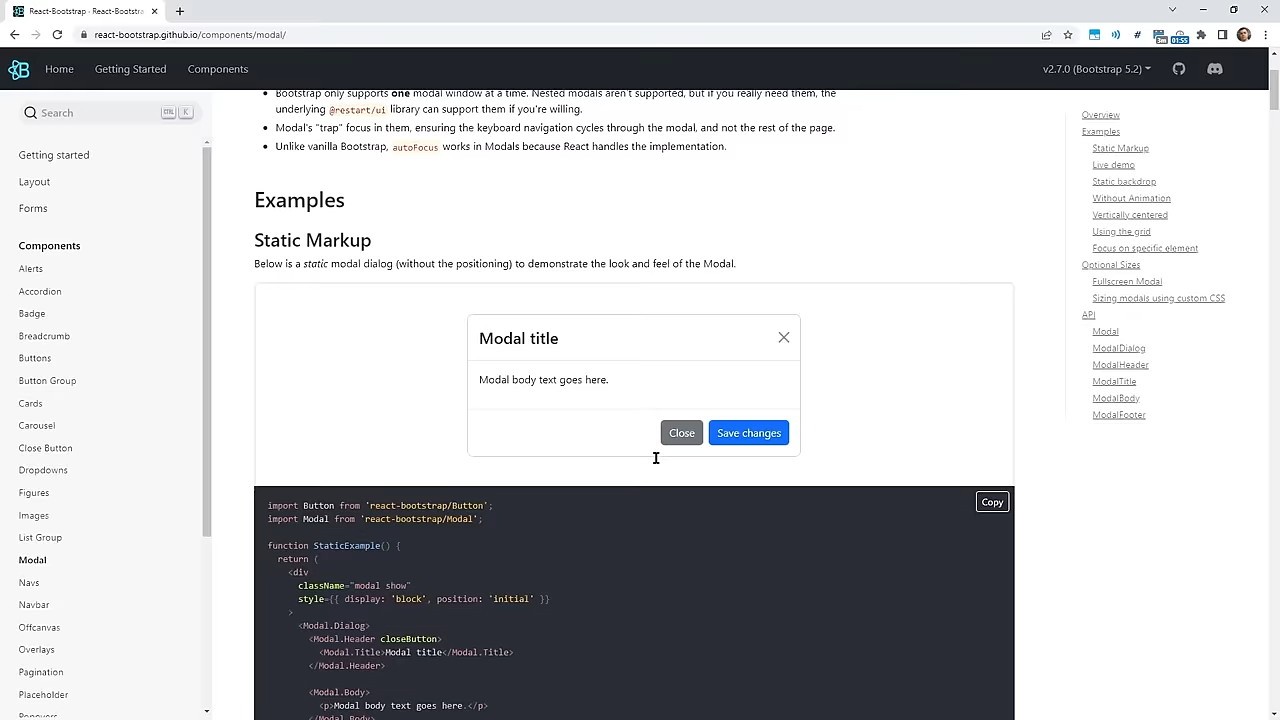 React-Bootstrap · React-Bootstra
react-bootstrap.github.io/components/modal/
3m
01:55
B
Home
Getting Started
Components
v2.7.0 (Bootstrap 5.2)
Search
CTRL
K
Getting started
Layout
Forms
Components
Alerts
Accordion
Badge
Breadcrumb
Buttons
Button Group
Cards
Carousel
Close Button
Dropdowns
Figures
Images
List Group
Modal
Navs
Navbar
Offcanvas
Overlays
Pagination
Placeholder
Popovers
Bootstrap only supports one modal window at a time. Nested modals aren't supported, but if you really need them, the
underlying @restart/ui library can support them if you're willing.
Modal's "trap" focus in them, ensuring the keyboard navigation cycles through the modal, and not the rest of the page.
Unlike vanilla Bootstrap, autoFocus works in Modals because React handles the implementation.
Examples
Static Markup
Below is a static modal dialog (without the positioning) to demonstrate the look and feel of the Modal.
Modal title
Modal body text goes here.
Close
Save changes
Copy
import Button from 'react-bootstrap/Button';
import Modal from 'react-bootstrap/Modal';
function StaticExample() {
return (
<div
className="modal show"
style={{ display: 'block', position: 'initial' }}
>
<Modal.Dialog>
<Modal.Header closeButton>
<Modal.Title>Modal title</Modal.Title>
</Modal.Header>
<Modal.Body>
<p>Modal body text goes here.</p>
</Modal.Body>
Overview
Examples
Static Markup
Live demo
Static backdrop
Without Animation
Vertically centered
Using the grid
Focus on specific element
Optional Sizes
Fullscreen Modal
Sizing modals using custom CSS
API
Modal
ModalDialog
ModalHeader
ModalTitle
ModalBody
ModalFooter